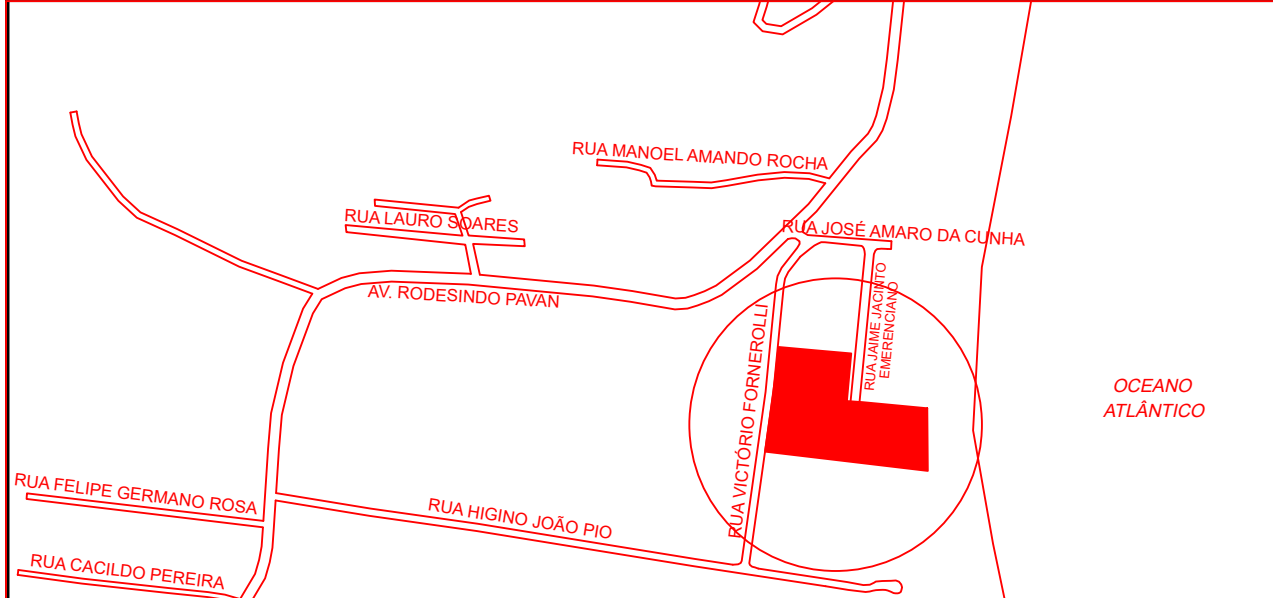 RUA MANOEL AMANDO ROCHA
RUA LAURO SOARES
RUA JOSÉ AMARO DA CUNHA
AV. RODESINDO PAVAN
RUA JAIME JACINTO
EMERENCIANO
RUA VICTÓRIO FORNEROLLI
OCEANO
ATLÂNTICO
RUA FELIPE GERMANO ROSA
RUA HIGINO JOÃO PIO
RUA CACILDO PEREIRA